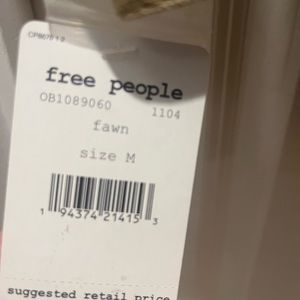 free people
OB1089060 1104
fawn
size M
1 94374 21415 3
suggested retail price